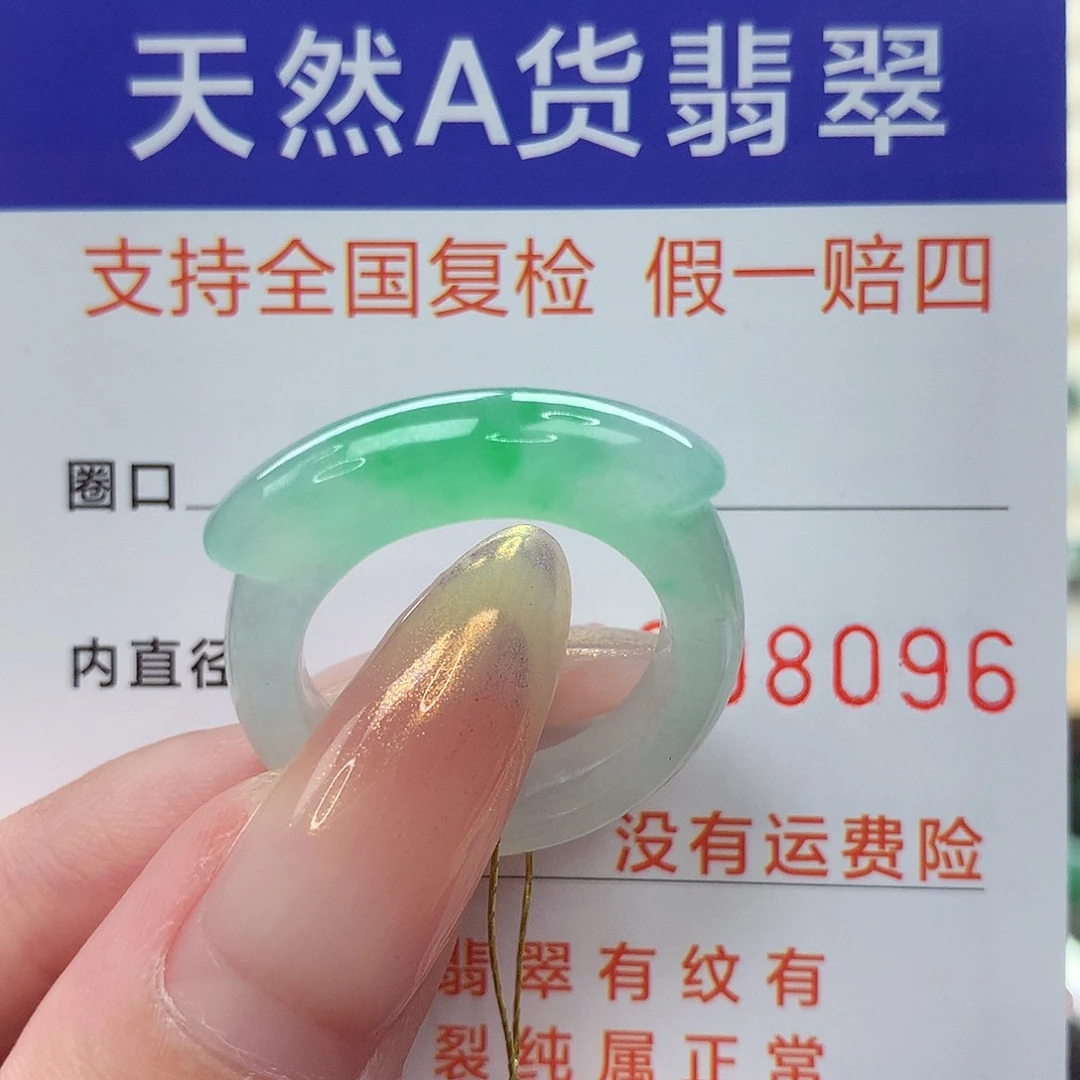 天然A货翡翠
支持全国复检 假一赔四
圈口
内直径
8096
没有运费险
翡翠有纹有
裂纯属正常